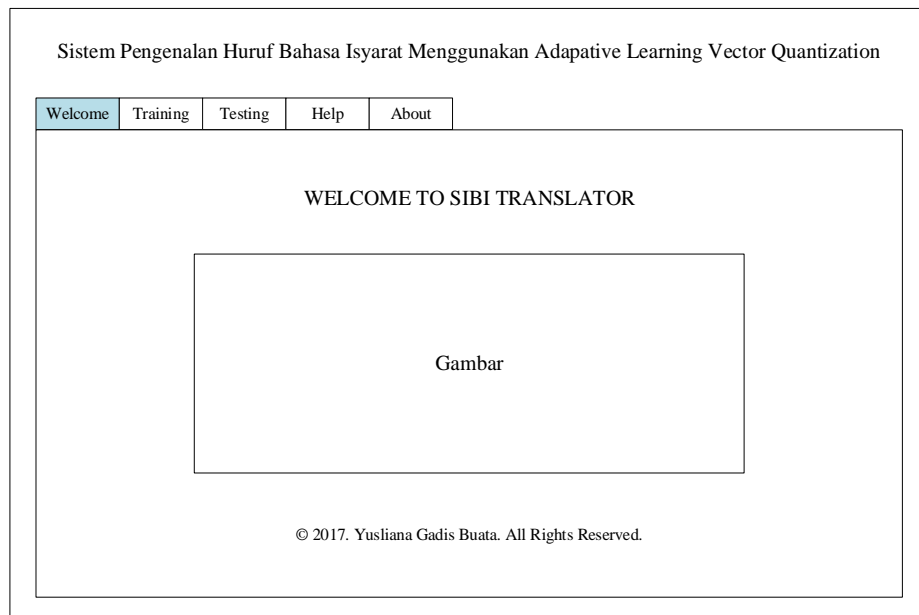 Sistem Pengenalan Huruf Bahasa Isyarat Menggunakan Adapative Learning Vector Quantization
Welcome Training Testing Help About
WELCOME TO SIBI TRANSLATOR
Gambar
© 2017. Yusliana Gadis Buata. All Rights Reserved.